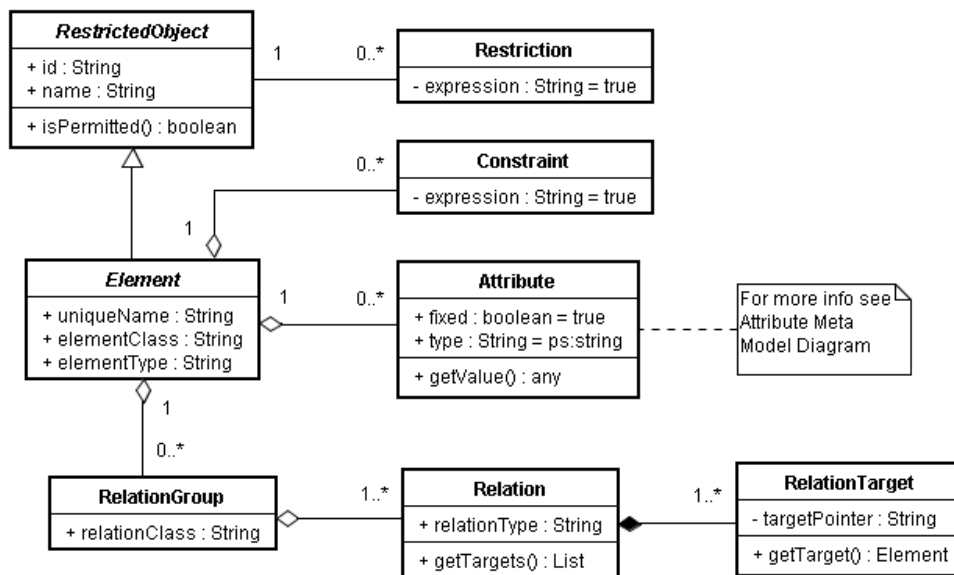 RestrictedObject
+ id : String
+ name : String
+ isPermitted() : boolean
1
0..*
Restriction
- expression : String = true
0..*
Constraint
- expression : String = true
1
Element
+ uniqueName : String
+ elementClass : String
+ elementType : String
1
0..*
Attribute
+ fixed : boolean = true
+ type : String = ps:string
+ getValue() : any
For more info see
Attribute Meta
Model Diagram
1
0..*
RelationGroup
+ relationClass : String
1..*
Relation
+ relationType : String
+ getTargets() : List
1..*
RelationTarget
- targetPointer : String
+ getTarget() : Element